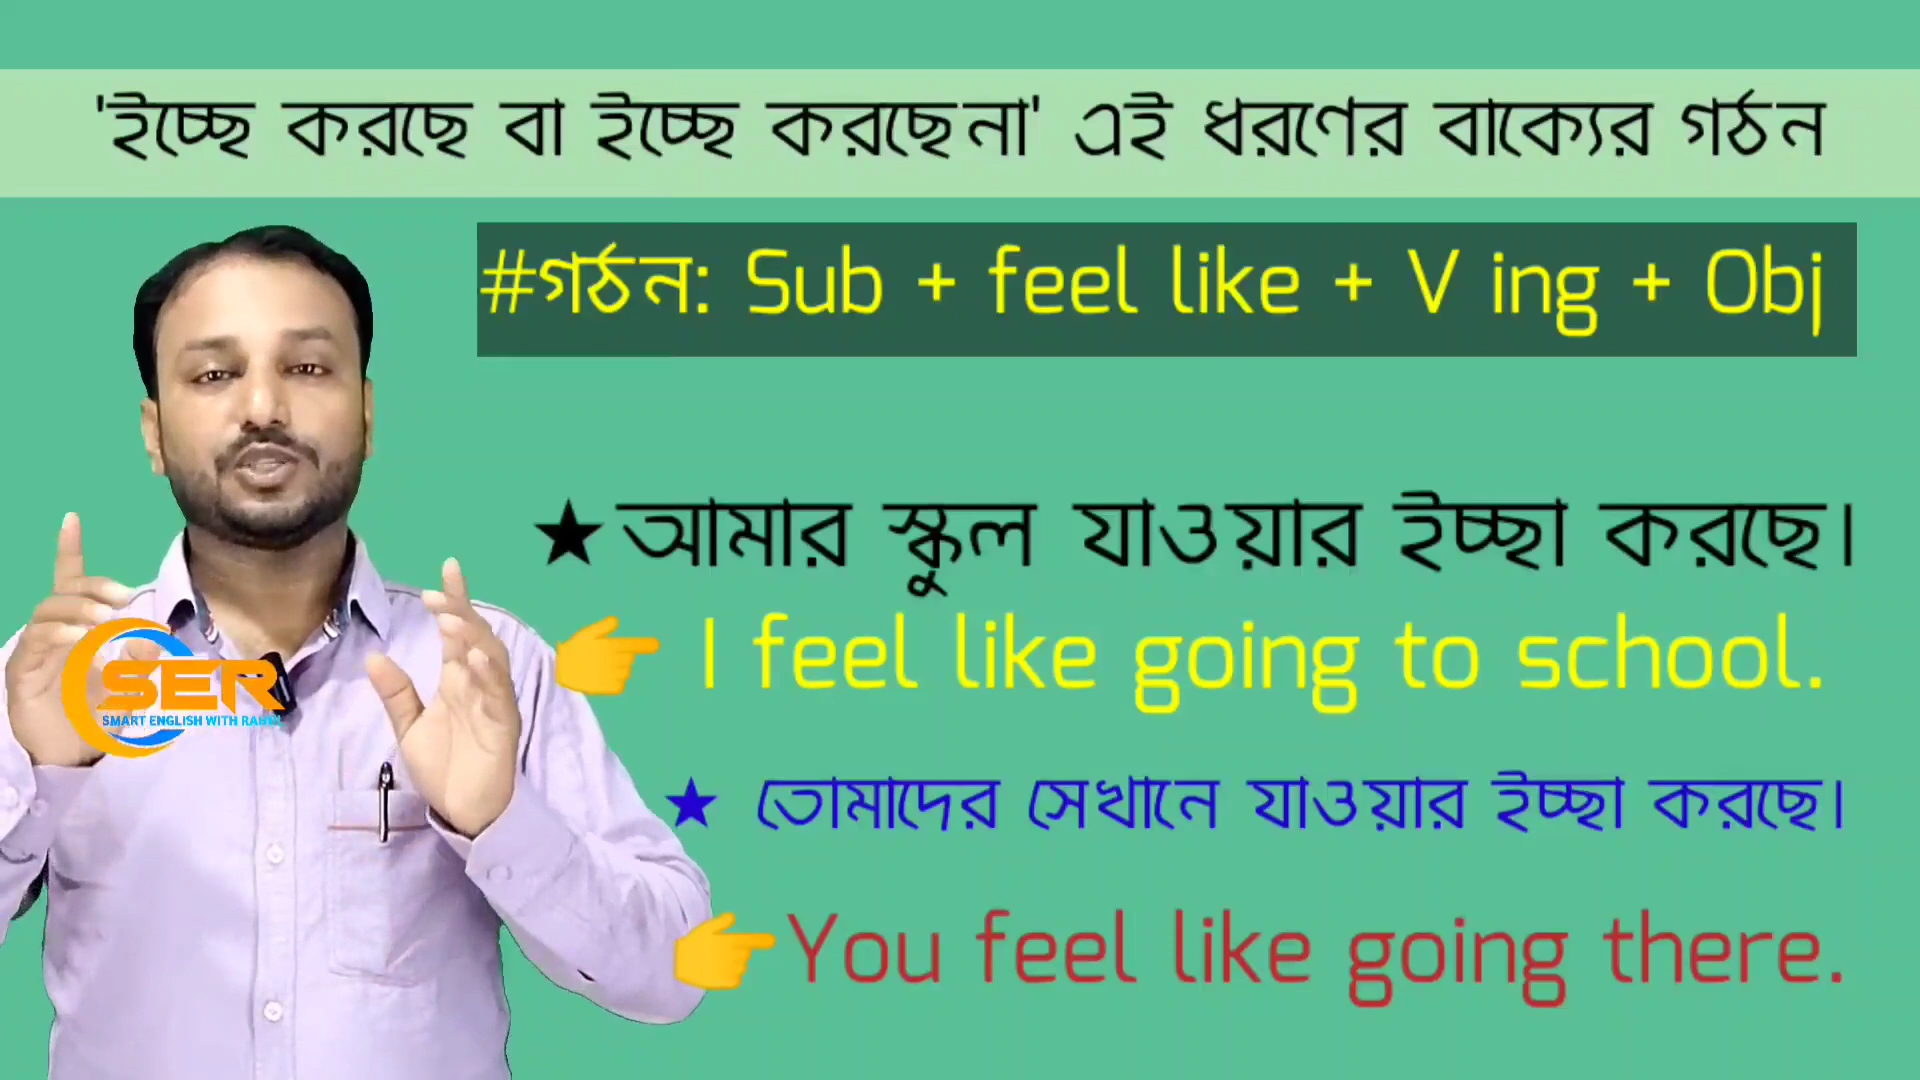 'ইচ্ছে করছে বা ইচ্ছে করছেনা' এই ধরণের বাক্যের গঠন
#গঠন: Sub + feel like + V ing + Obj
★আমার স্কুল যাওয়ার ইচ্ছা করছে।
👉 I feel like going to school.
SER
SMART ENGLISH WITH
★ তোমাদের সেখানে যাওয়ার ইচ্ছা করছে।
👉You feel like going there.